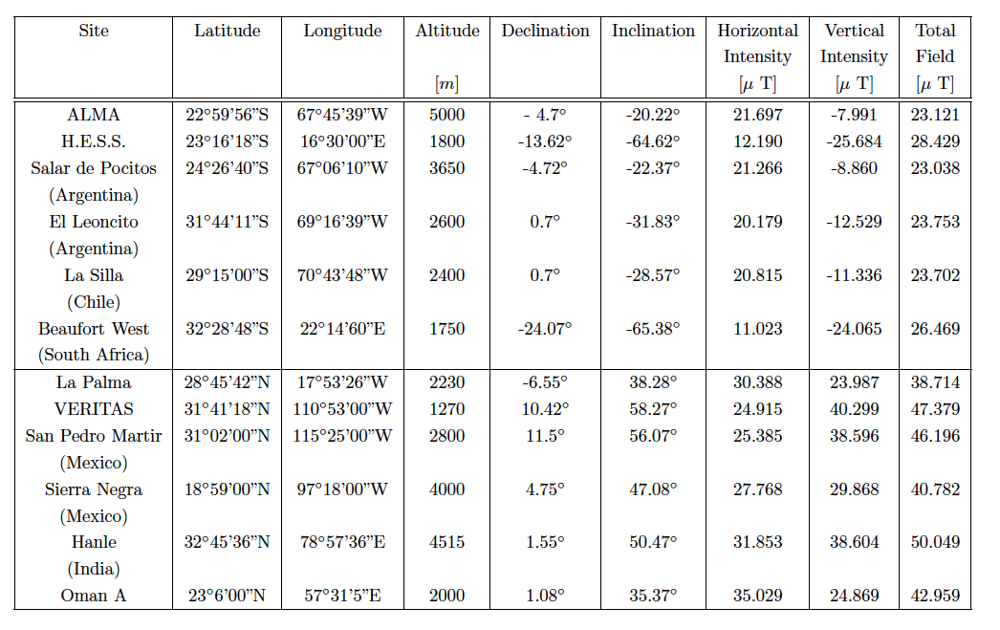 Site Latitude Longitude Altitude Declination Inclination Horizontal Vertical Total
Intensity Intensity Field
[m] [μ T] [μ T] [μ T]
ALMA 22°59’56”S 67°45’39”W 5000 - 4.7° -20.22° 21.697 -7.991 23.121
H.E.S.S. 23°16’18”S 16°30’00”E 1800 -13.62° -64.62° 12.190 -25.684 28.429
Salar de Pocitos 24°26’40”S 67°06’10”W 3650 -4.72° -22.37° 21.266 -8.860 23.038
(Argentina)
El Leoncito 31°44’11”S 69°16’39”W 2600 0.7° -31.83° 20.179 -12.529 23.753
(Argentina)
La Silla 29°15’00”S 70°43’48”W 2400 0.7° -28.57° 20.815 -11.336 23.702
(Chile)
Beaufort West 32°28’48”S 22°14’60”E 1750 -24.07° -65.38° 11.023 -24.065 26.469
(South Africa)
La Palma 28°45’42”N 17°53’26”W 2230 -6.55° 38.28° 30.388 23.987 38.714
VERITAS 31°41’18”N 110°53’00”W 1270 10.42° 58.27° 24.915 40.299 47.379
San Pedro Martir 31°02’00”N 115°25’00”W 2800 11.5° 56.07° 25.385 38.596 46.196
(Mexico)
Sierra Negra 18°59’00”N 97°18’00”W 4000 4.75° 47.08° 27.768 29.868 40.782
(Mexico)
Hanle 32°45’36”N 78°57’36”E 4515 1.55° 50.47° 31.853 38.604 50.049
(India)
Oman A 23°6’00”N 57°31’5”E 2000 1.08° 35.37° 35.029 24.869 42.959